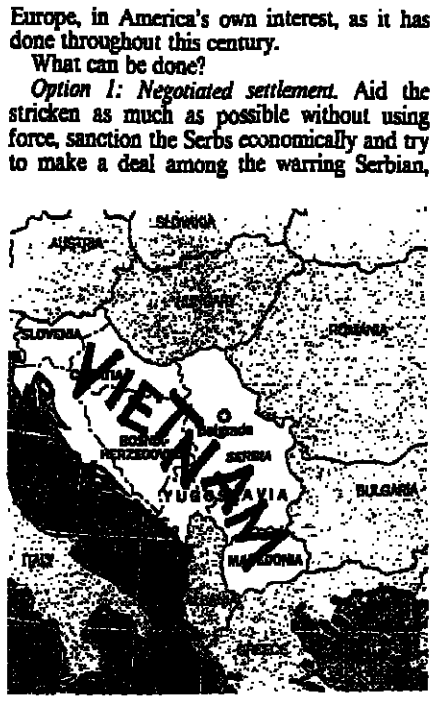 Europe, in America's own interest, as it has
done throughout this century.
What can be done?
Option 1: Negotiated settlement. Aid the
stricken as much as possible without using
force, sanction the Serbs economically and try
to make a deal among the warring Serbian,
SLOVAKIA
AUSTRIA
HUNGARY
ROMANIA
SLOVENIA
CROATIA
VIETNAM
Belgrade
BOSNIA-
HERZEGOVINA
SERBIA
YUGOSLAVIA
BULGARIA
ITALY
MACEDONIA
GREECE